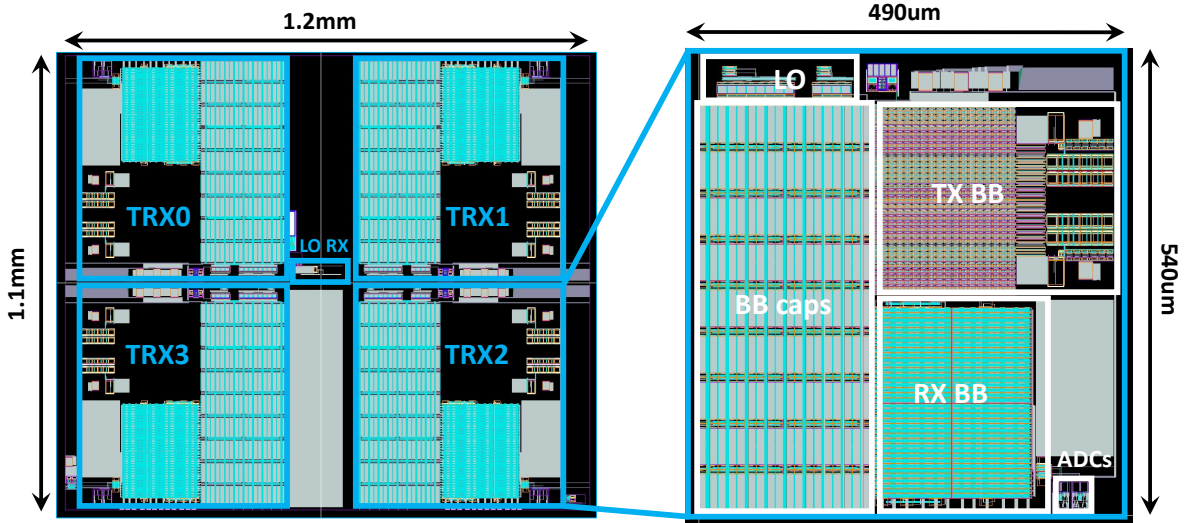 1.2mm
490um
1.1mm
TRX0
TRX1
LO RX
TRX3
TRX2
LO
TX BB
BB caps
RX BB
ADCs
540um